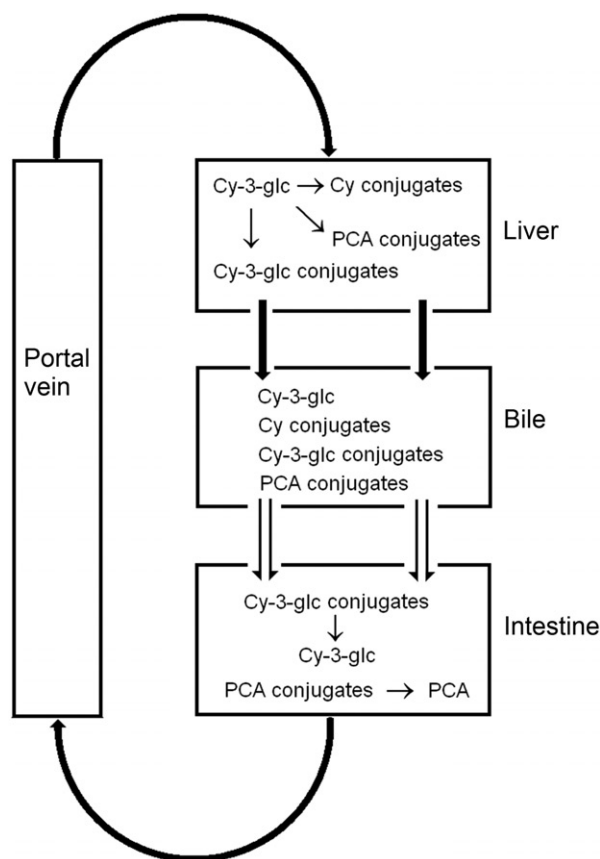 Cy-3-glc → Cy conjugates
PCA conjugates
Cy-3-glc conjugates
Liver
Portal
vein
Cy-3-glc
Cy conjugates
Cy-3-glc conjugates
PCA conjugates
Bile
Cy-3-glc conjugates
Cy-3-glc
PCA conjugates → PCA
Intestine